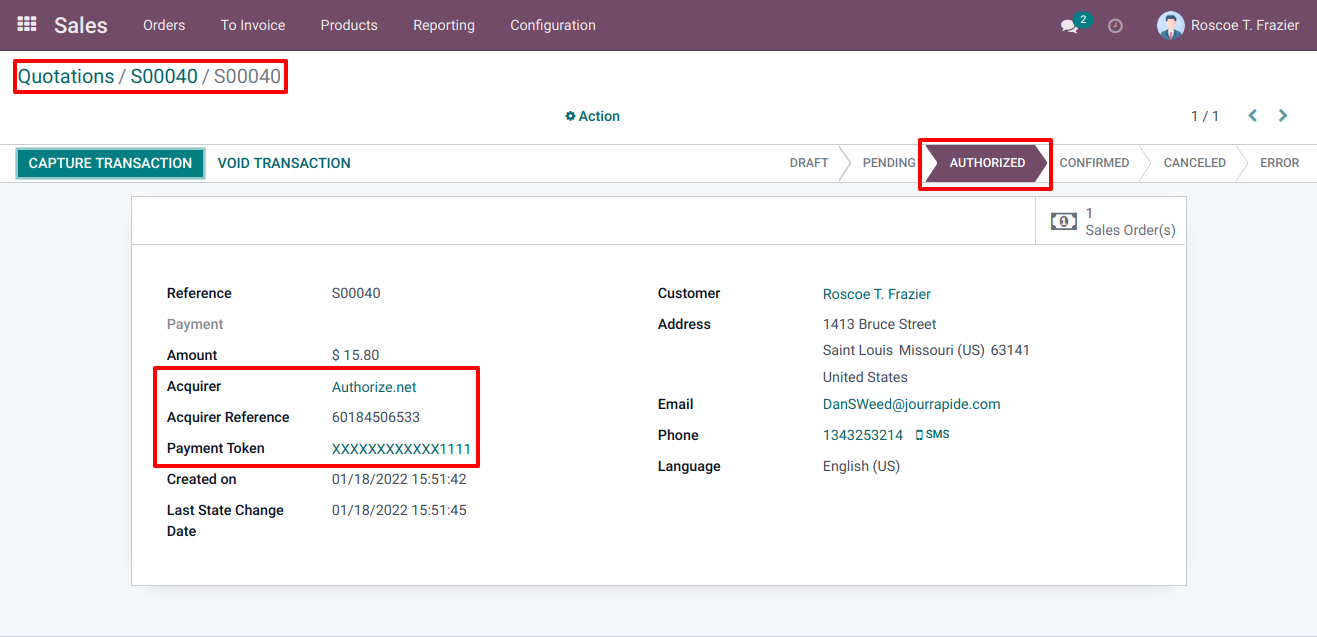 Sales Orders To Invoice Products Reporting Configuration 2 Roscoe T. Frazier
Quotations / S00040 / S00040
Action 1 / 1
CAPTURE TRANSACTION VOID TRANSACTION DRAFT PENDING AUTHORIZED CONFIRMED CANCELED ERROR
1
Sales Order(s)
Reference S00040
Payment
Amount $ 15.80
Acquirer Authorize.net
Acquirer Reference 60184506533
Payment Token XXXXXXXXXXXX1111
Created on 01/18/2022 15:51:42
Last State Change Date 01/18/2022 15:51:45
Customer Roscoe T. Frazier
Address 1413 Bruce Street
Saint Louis Missouri (US) 63141
United States
Email DanSWeed@jourrapide.com
Phone 1343253214 SMS
Language English (US)